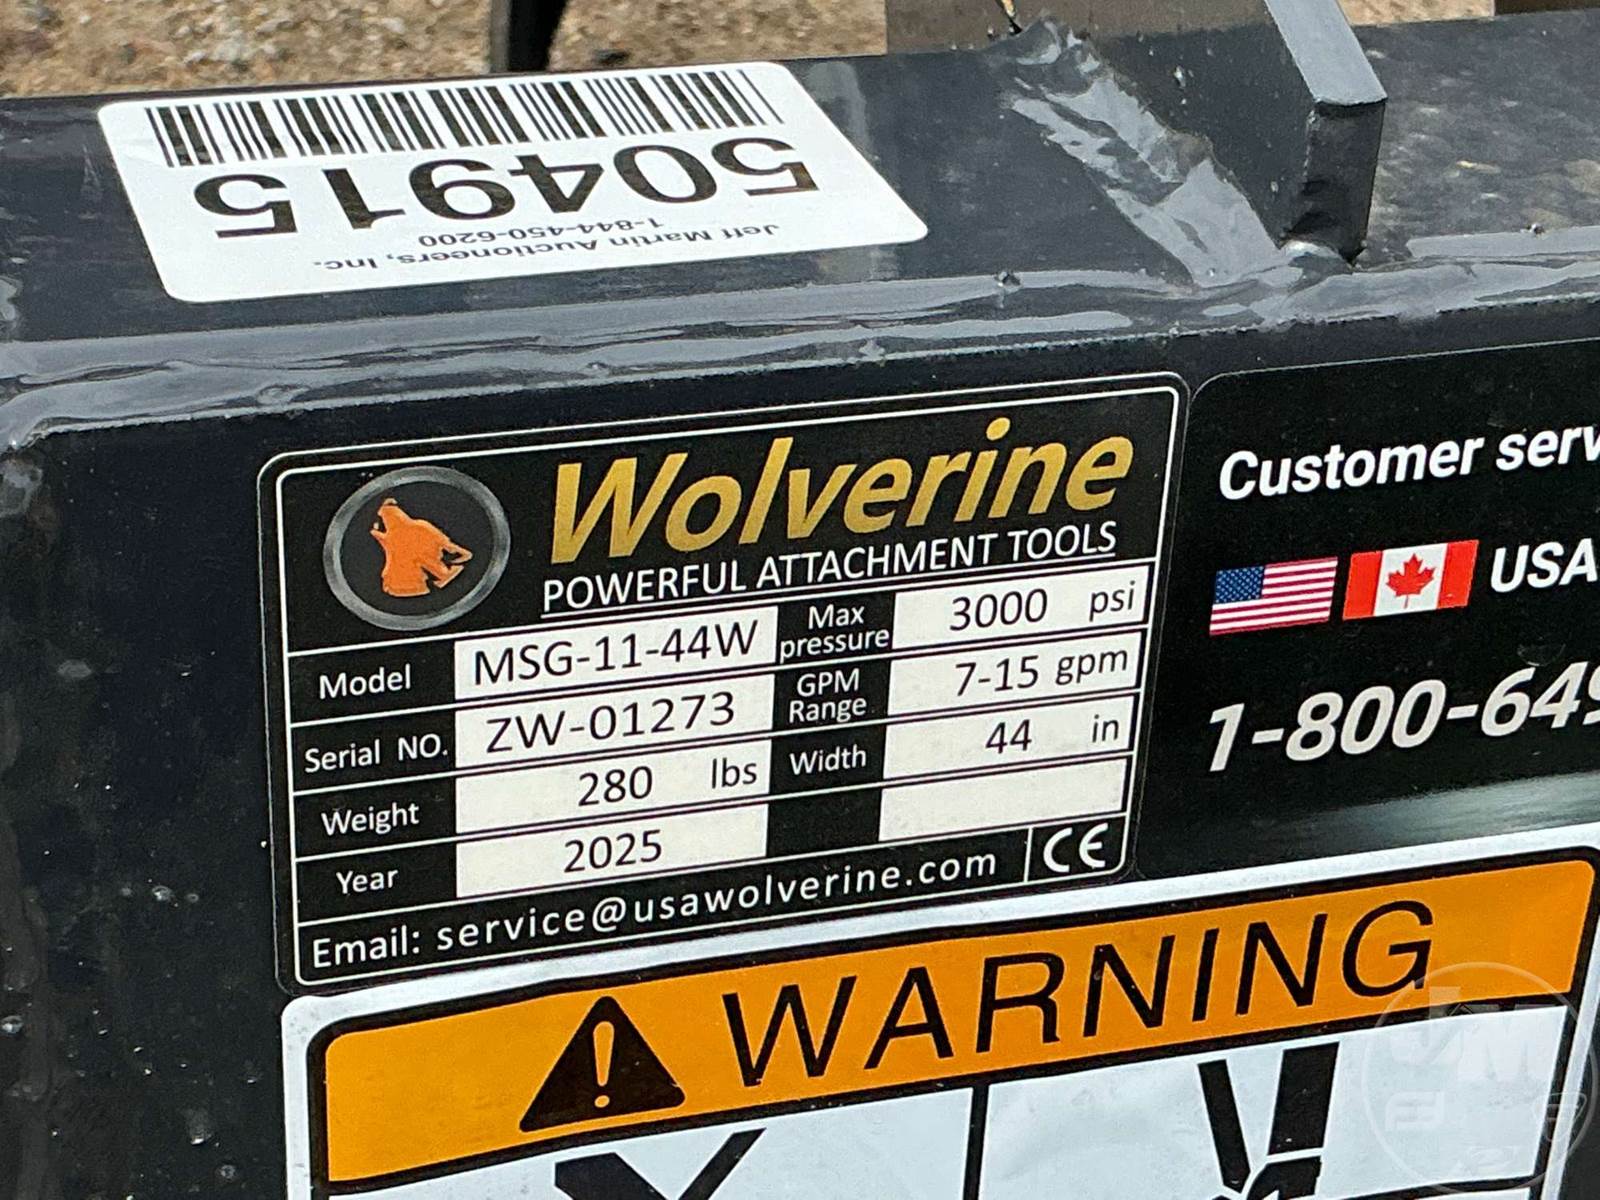 504915
1-844-450-6200
Jeff Martin Auctioneers, Inc.
Wolverine
POWERFUL ATTACHMENT TOOLS
Model MSG-11-44W Max pressure 3000 psi
Serial NO. ZW-01273 GPM Range 7-15 gpm
Weight 280 lbs Width 44 in
Year 2025
Email: service@usawolverine.com CE
Customer serv
USA
1-800-649
WARNING
JM